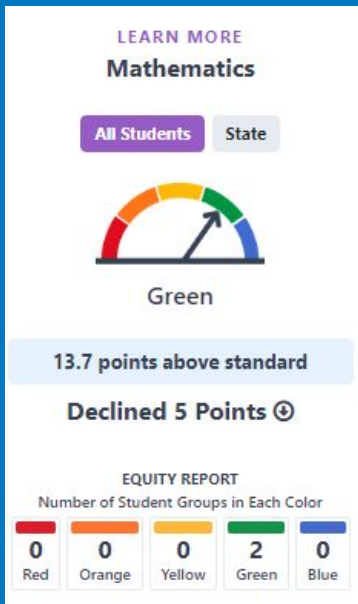 LEARN MORE
Mathematics
All Students State
Green
13.7 points above standard
Declined 5 Points
EQUITY REPORT
Number of Student Groups in Each Color
0 0 0 2 0
Red Orange Yellow Green Blue